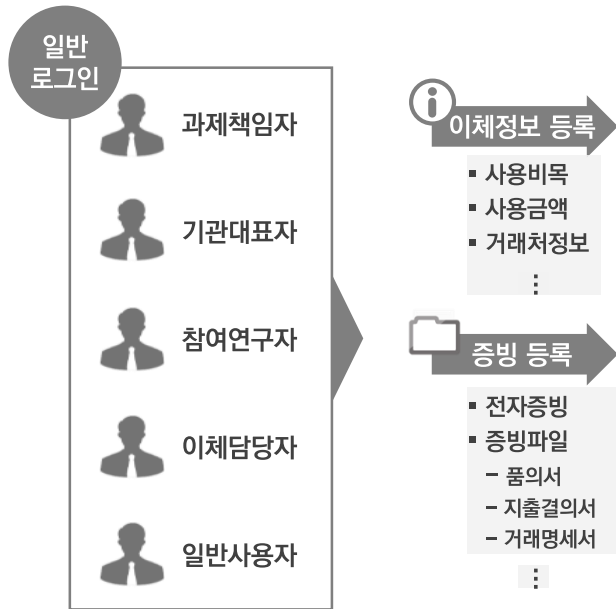 일반
로그인
과제책임자
기관대표자
참여연구자
이체담당자
일반사용자
이체정보 등록
▪ 사용비목
▪ 사용금액
▪ 거래처정보
⋮
증빙 등록
▪ 전자증빙
▪ 증빙파일
– 품의서
– 지출결의서
– 거래명세서
⋮